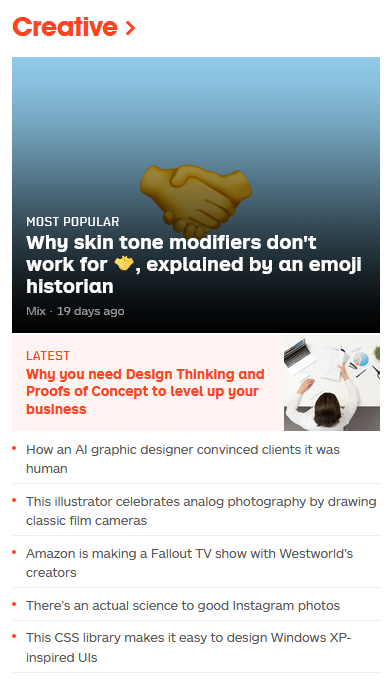 Creative >
MOST POPULAR
Why skin tone modifiers don't
work for 🤝, explained by an emoji
historian
Mix · 19 days ago
LATEST
Why you need Design Thinking and
Proofs of Concept to level up your
business
• How an AI graphic designer convinced clients it was
human
• This illustrator celebrates analog photography by drawing
classic film cameras
• Amazon is making a Fallout TV show with Westworld's
creators
• There's an actual science to good Instagram photos
• This CSS library makes it easy to design Windows XP-
inspired UIs